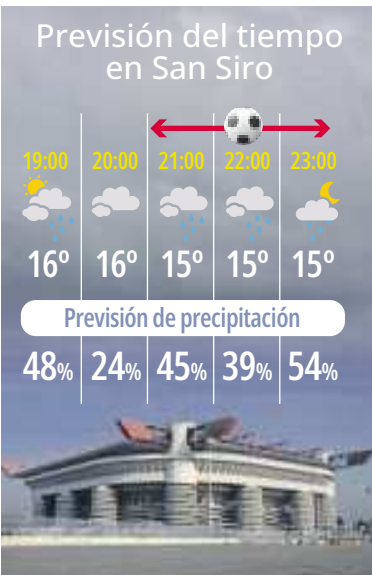 Previsión del tiempo
en San Siro
19:00 20:00 21:00 22:00 23:00
16º 16º 15º 15º 15º
Previsión de precipitación
48% 24% 45% 39% 54%